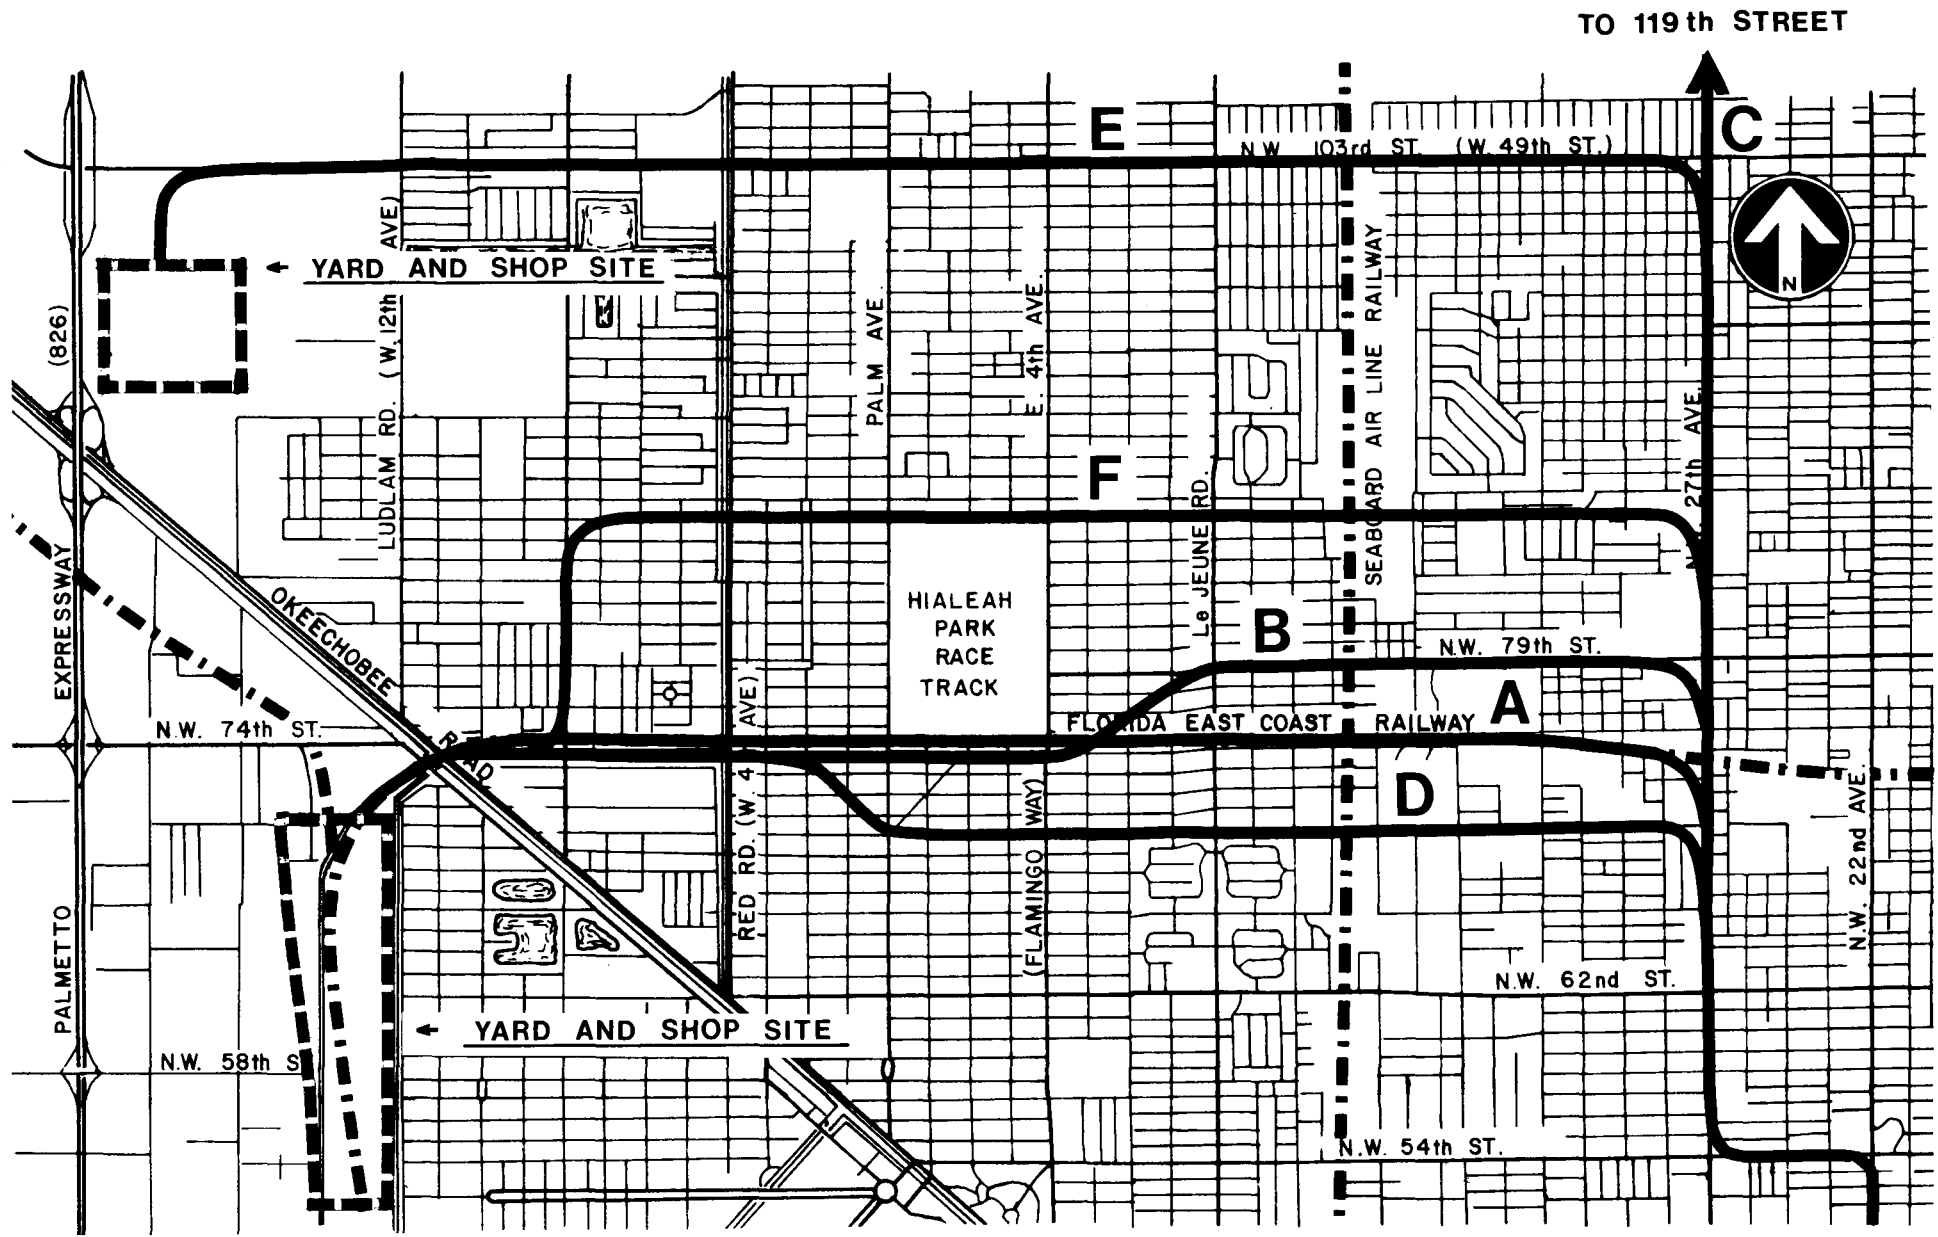 TO 119th STREET
E
C
N W 103rd ST. (W. 49th ST.)
N
YARD AND SHOP SITE
LUDLAM RD. (W. 12th AVE)
(826)
PALM AVE.
E. 4th AVE.
SEABOARD AIR LINE RAILWAY
27th AVE.
F
Le JEUNE RD.
OKEECHOBEE ROAD
PALMETTO EXPRESSWAY
HIALEAH
PARK
RACE
TRACK
B
N.W. 79th ST.
A
FLORIDA EAST COAST RAILWAY
N.W. 74th ST.
D
RED RD. (W. 4 AVE)
(FLAMINGO WAY)
N.W. 22nd AVE.
N.W. 62nd ST.
YARD AND SHOP SITE
N.W. 58th S
N.W. 54th ST.